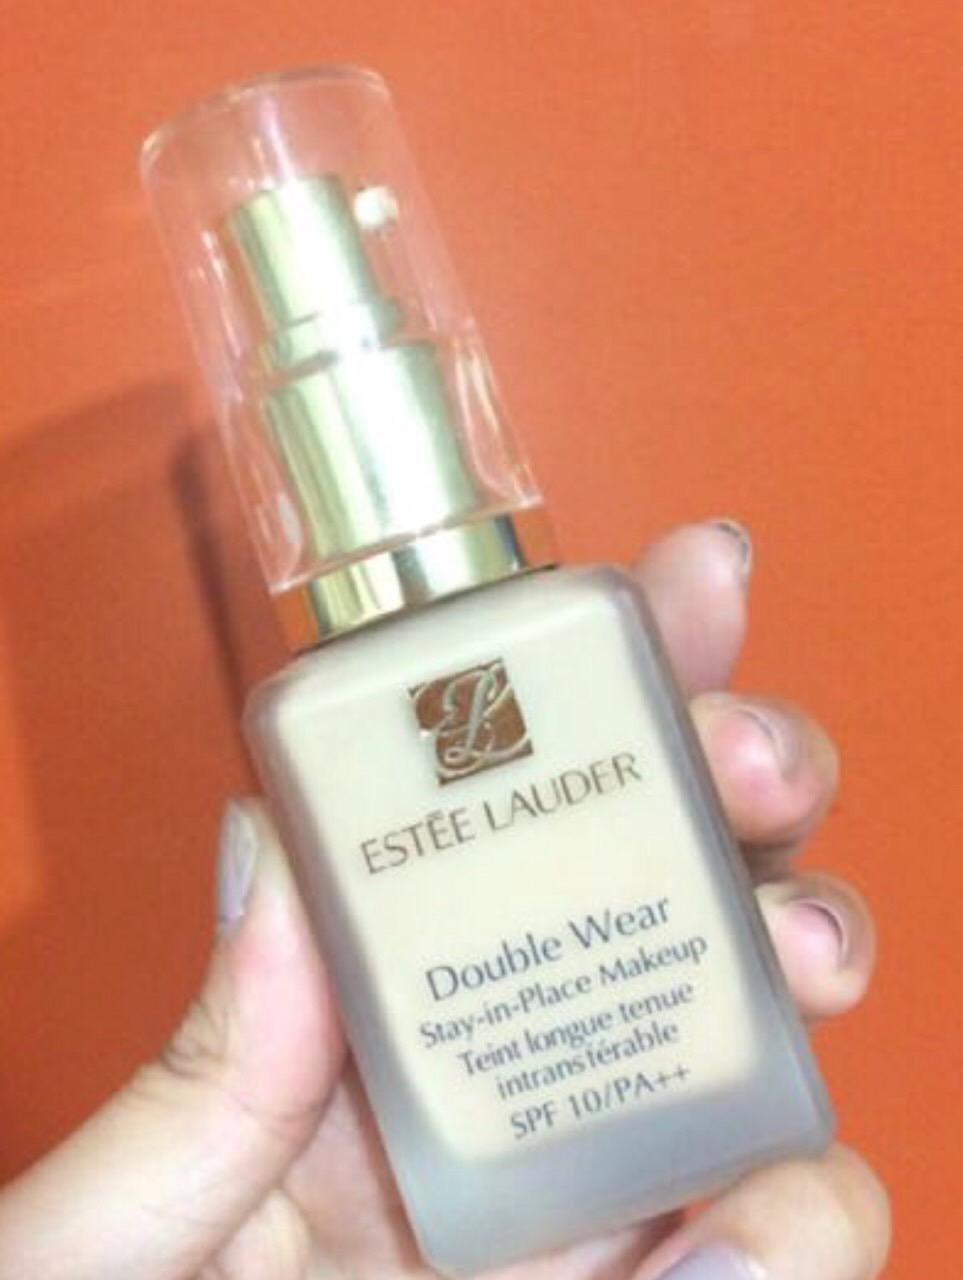 ESTĒE LAUDER
Double Wear
Stay-in-Place Makeup
Teint longue tenue
intransférable
SPF 10/PA++